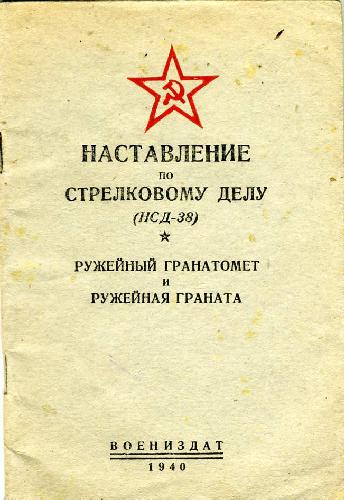 НАСТАВЛЕНИЕ
ПО
СТРЕЛКОВОМУ ДЕЛУ
(НСД-38)
РУЖЕЙНЫЙ ГРАНАТОМЕТ
И
РУЖЕЙНАЯ ГРАНАТА
ВОЕНИЗДАТ
1940